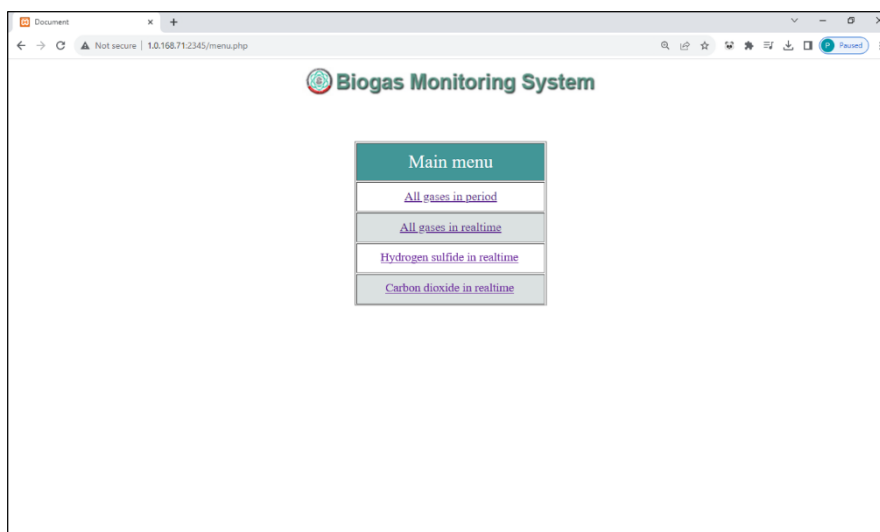 Document
Not secure
1.0.168.71:2345/menu.php
Paused
Biogas Monitoring System
Main menu
All gases in period
All gases in realtime
Hydrogen sulfide in realtime
Carbon dioxide in realtime